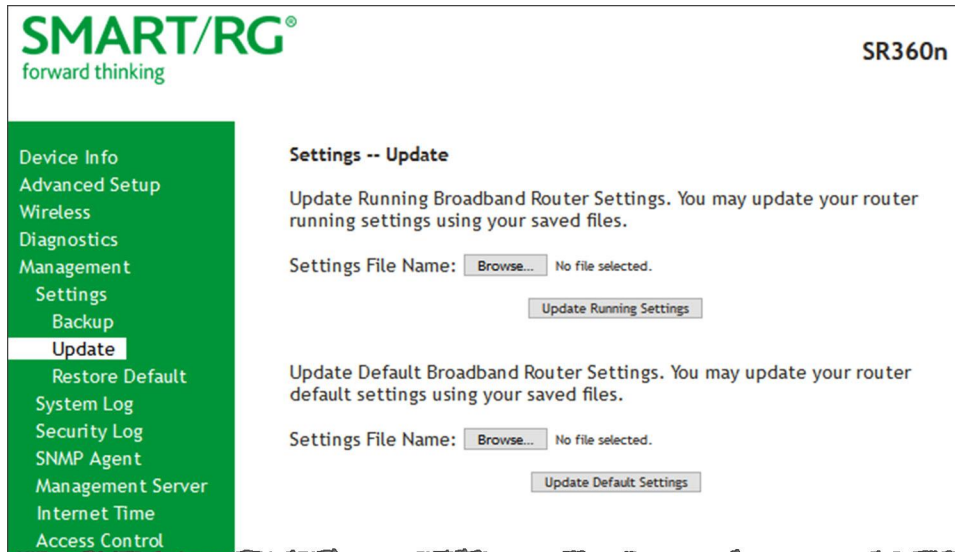 SMART/RG®
forward thinking
SR360n
Device Info
Advanced Setup
Wireless
Diagnostics
Management
Settings
Backup
Update
Restore Default
System Log
Security Log
SNMP Agent
Management Server
Internet Time
Access Control
Settings -- Update
Update Running Broadband Router Settings. You may update your router
running settings using your saved files.
Settings File Name: Browse... No file selected.
Update Running Settings
Update Default Broadband Router Settings. You may update your router
default settings using your saved files.
Settings File Name: Browse... No file selected.
Update Default Settings